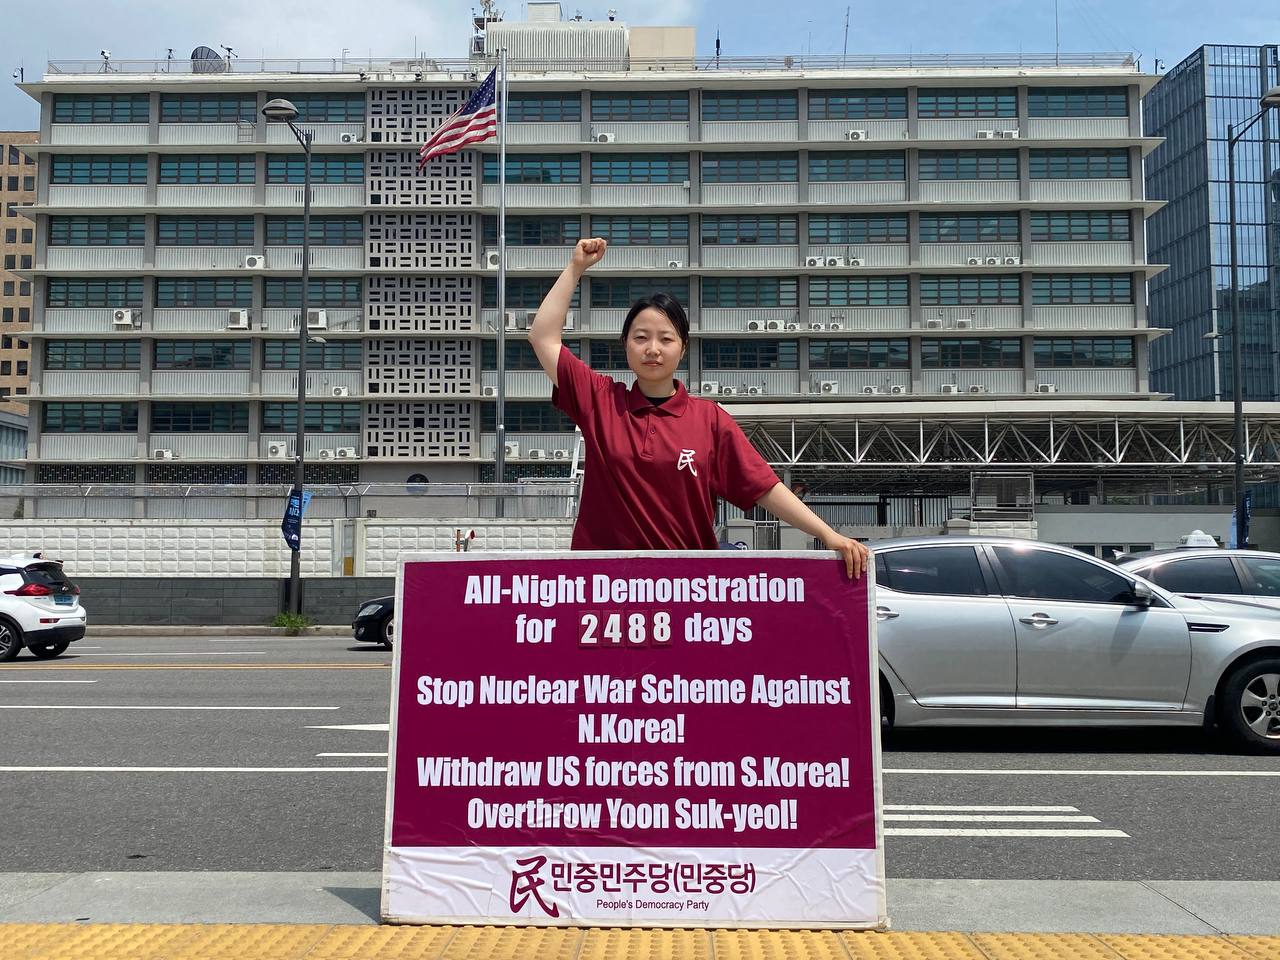 民
All-Night Demonstration
for 2488 days
Stop Nuclear War Scheme Against
N.Korea!
Withdraw US forces from S.Korea!
Overthrow Yoon Suk-yeol!
民 민중민주당(민중당)
People's Democracy Party